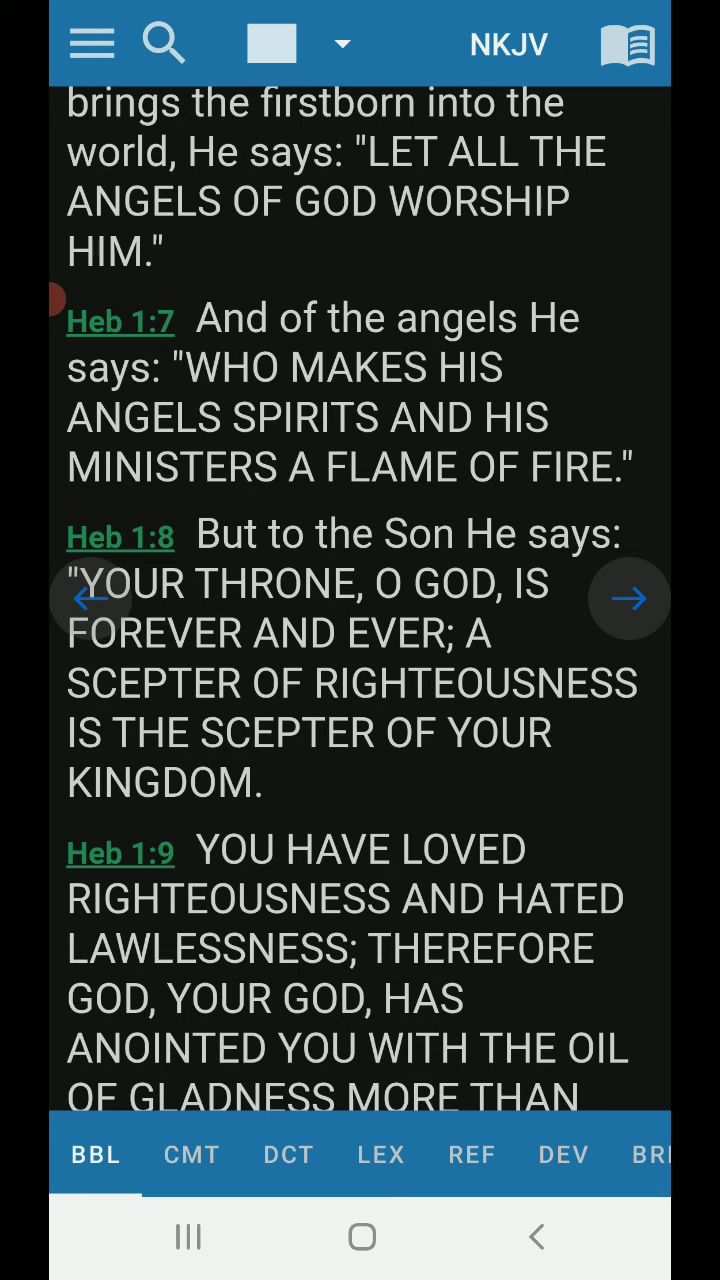 NKJV
brings the firstborn into the
world, He says: "LET ALL THE
ANGELS OF GOD WORSHIP
HIM."
Heb 1:7 And of the angels He
says: "WHO MAKES HIS
ANGELS SPIRITS AND HIS
MINISTERS A FLAME OF FIRE."
Heb 1:8 But to the Son He says:
"YOUR THRONE, O GOD, IS
FOREVER AND EVER; A
SCEPTER OF RIGHTEOUSNESS
IS THE SCEPTER OF YOUR
KINGDOM.
Heb 1:9 YOU HAVE LOVED
RIGHTEOUSNESS AND HATED
LAWLESSNESS; THEREFORE
GOD, YOUR GOD, HAS
ANOINTED YOU WITH THE OIL
OF GLADNESS MORE THAN
BBL CMT DCT LEX REF DEV